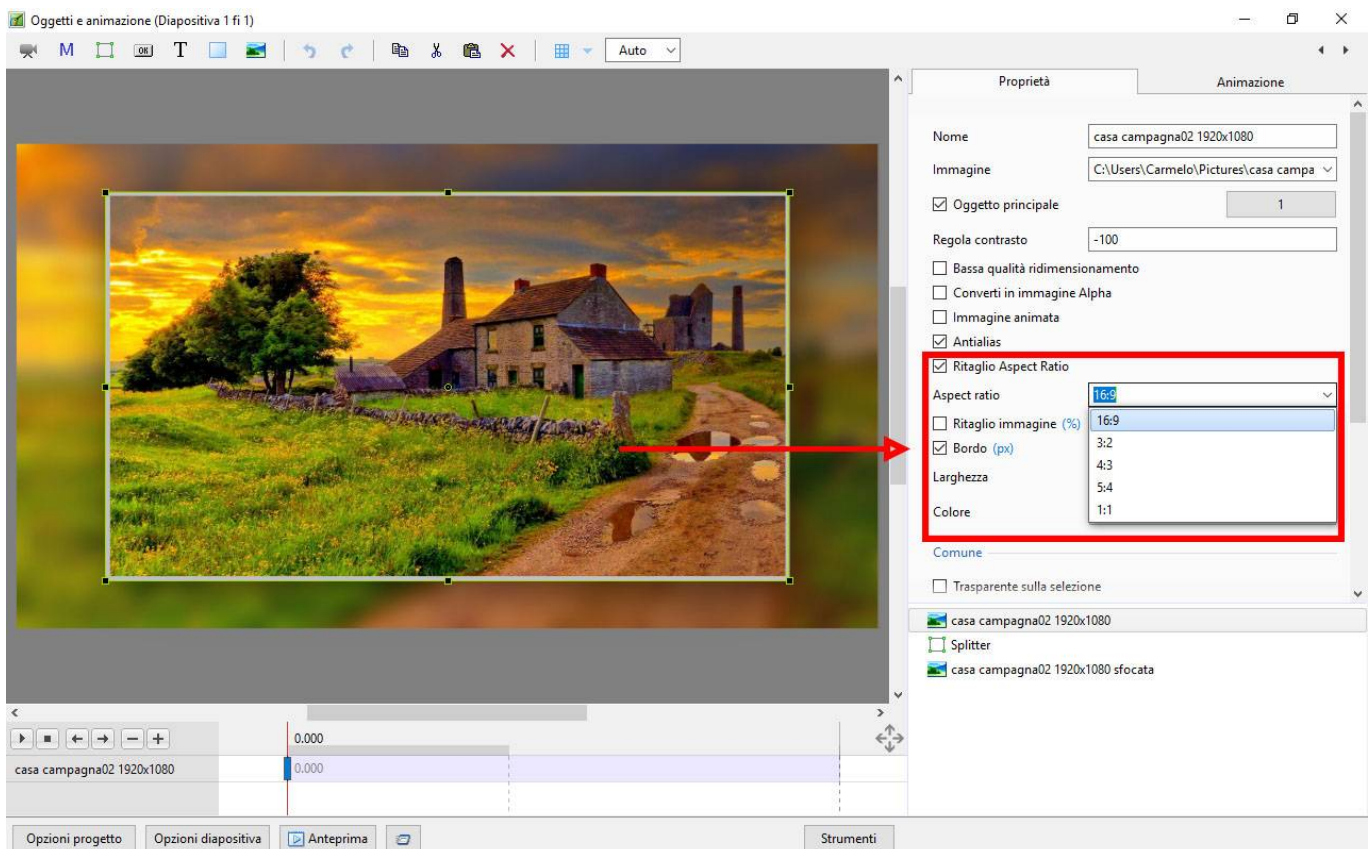 Oggetti e animazione (Diapositiva 1 fi 1)
M OK T Auto
Proprietà Animazione
Nome casa campagna02 1920x1080
Immagine C:\Users\Carmelo\Pictures\casa campa
Oggetto principale 1
Regola contrasto -100
Bassa qualità ridimensionamento
Converti in immagine Alpha
Immagine animata
Antialias
Ritaglio Aspect Ratio
Aspect ratio 16:9
Ritaglio immagine (%) 16:9
3:2
Bordo (px)
4:3
Larghezza
5:4
Colore 1:1
Comune
Trasparente sulla selezione
casa campagna02 1920x1080
Splitter
casa campagna02 1920x1080 sfocata
0.000
casa campagna02 1920x1080 0.000
Opzioni progetto Opzioni diapositiva Anteprima Strumenti